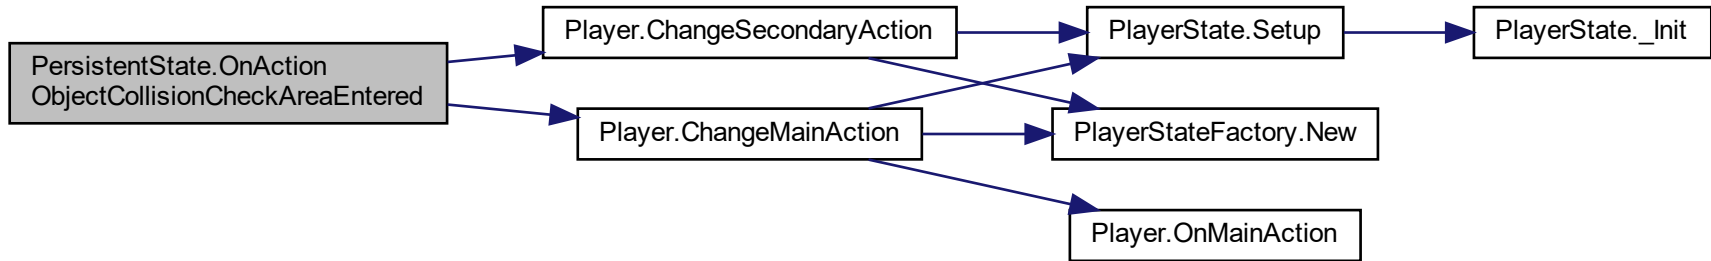 PersistentState.OnAction
ObjectCollisionCheckAreaEntered
Player.ChangeSecondaryAction
Player.ChangeMainAction
PlayerState.Setup
PlayerStateFactory.New
Player.OnMainAction
PlayerState._Init